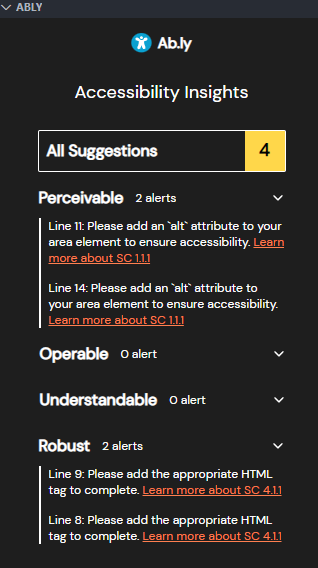 ABLY
Ab.ly
Accessibility Insights
All Suggestions 4
Perceivable 2 alerts
Line 11: Please add an `alt` attribute to your
area element to ensure accessibility. Learn
more about SC 1.1.1
Line 14: Please add an `alt` attribute to
your area element to ensure accessibility.
Learn more about SC 1.1.1
Operable 0 alert
Understandable 0 alert
Robust 2 alerts
Line 9: Please add the appropriate HTML
tag to complete. Learn more about SC 4.1.1
Line 8: Please add the appropriate HTML
tag to complete. Learn more about SC 4.1.1